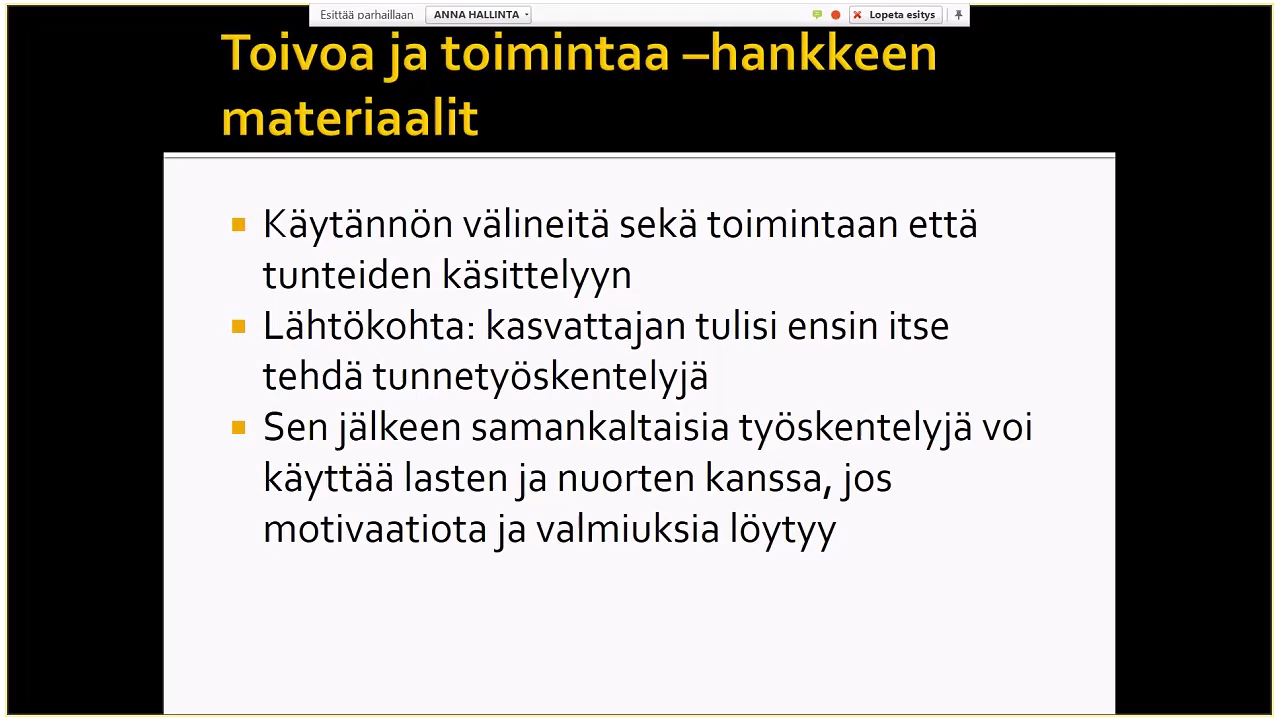 Esittää parhaillaan ANNA HALLINTA Lopeta esitys
Toivoa ja toimintaa –hankkeen
materiaalit
Käytännön välineitä sekä toimintaan että
tunteiden käsittelyyn
Lähtökohta: kasvattajan tulisi ensin itse
tehdä tunnetyöskentelyjä
Sen jälkeen samankaltaisia työskentelyjä voi
käyttää lasten ja nuorten kanssa, jos
motivaatiota ja valmiuksia löytyy